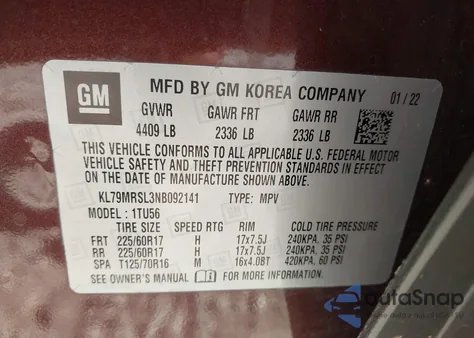 GM MFD BY GM KOREA COMPANY 01 / 22
GVWR GAWR FRT GAWR RR
4409 LB 2336 LB 2336 LB
THIS VEHICLE CONFORMS TO ALL APPLICABLE U.S. FEDERAL MOTOR
VEHICLE SAFETY AND THEFT PREVENTION STANDARDS IN EFFECT
ON THE DATE OF MANUFACTURE SHOWN ABOVE.
KL79MRSL3NB092141 TYPE: MPV
MODEL : 1TU56
TIRE SIZE SPEED RTG RIM COLD TIRE PRESSURE
FRT 225/60R17 H 17x7.5J 240KPA. 35 PSI
RR 225/60R17 H 17x7.5J 240KPA. 35 PSI
SPA T125/70R16 M 16x4.0BT 420KPA. 60 PSI
SEE OWNER'S MANUAL FOR MORE INFORMATION.
autoSnap